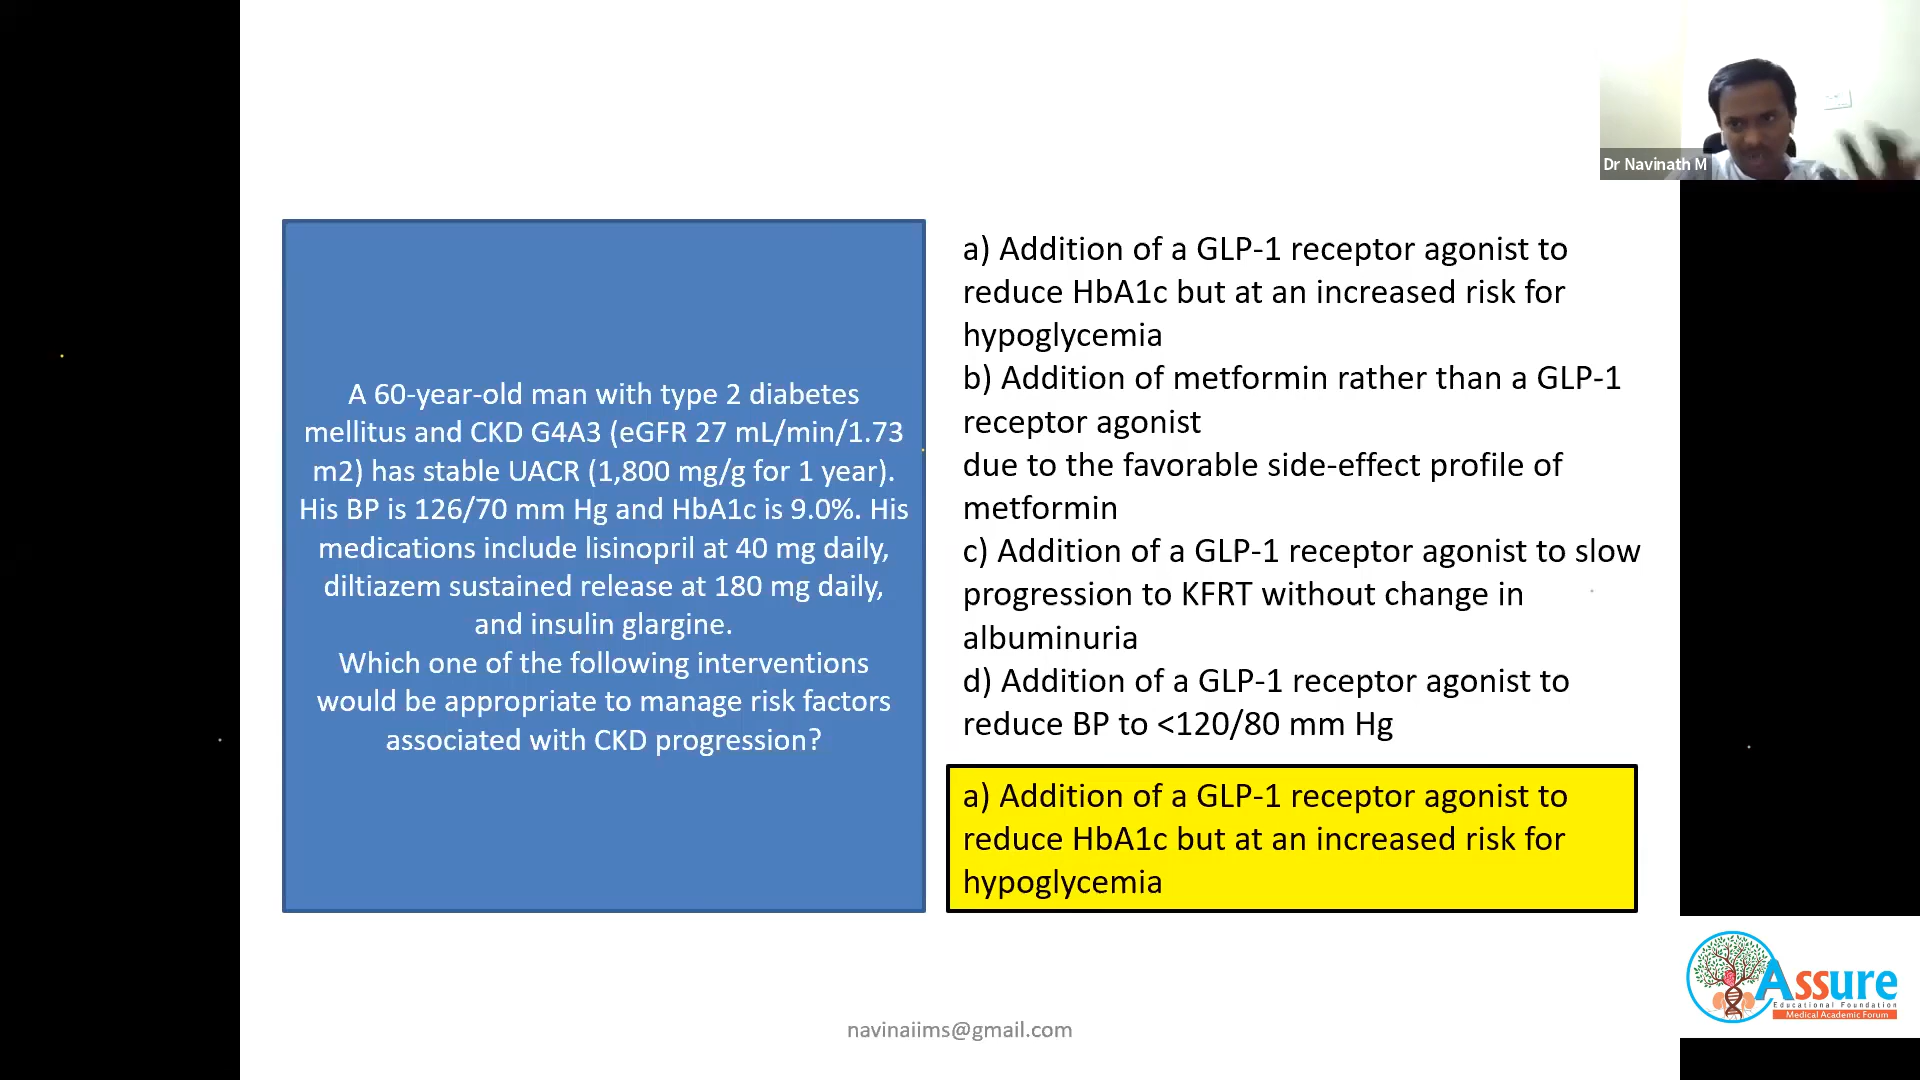 Dr Navinath M
A 60-year-old man with type 2 diabetes
mellitus and CKD G4A3 (eGFR 27 mL/min/1.73
m2) has stable UACR (1,800 mg/g for 1 year).
His BP is 126/70 mm Hg and HbA1c is 9.0%. His
medications include lisinopril at 40 mg daily,
diltiazem sustained release at 180 mg daily,
and insulin glargine.
Which one of the following interventions
would be appropriate to manage risk factors
associated with CKD progression?
a) Addition of a GLP-1 receptor agonist to
reduce HbA1c but at an increased risk for
hypoglycemia
b) Addition of metformin rather than a GLP-1
receptor agonist
due to the favorable side-effect profile of
metformin
c) Addition of a GLP-1 receptor agonist to slow
progression to KFRT without change in
albuminuria
d) Addition of a GLP-1 receptor agonist to
reduce BP to <120/80 mm Hg
a) Addition of a GLP-1 receptor agonist to
reduce HbA1c but at an increased risk for
hypoglycemia
Assure
Educational Foundation
Medical Academic Forum
navinaiims@gmail.com